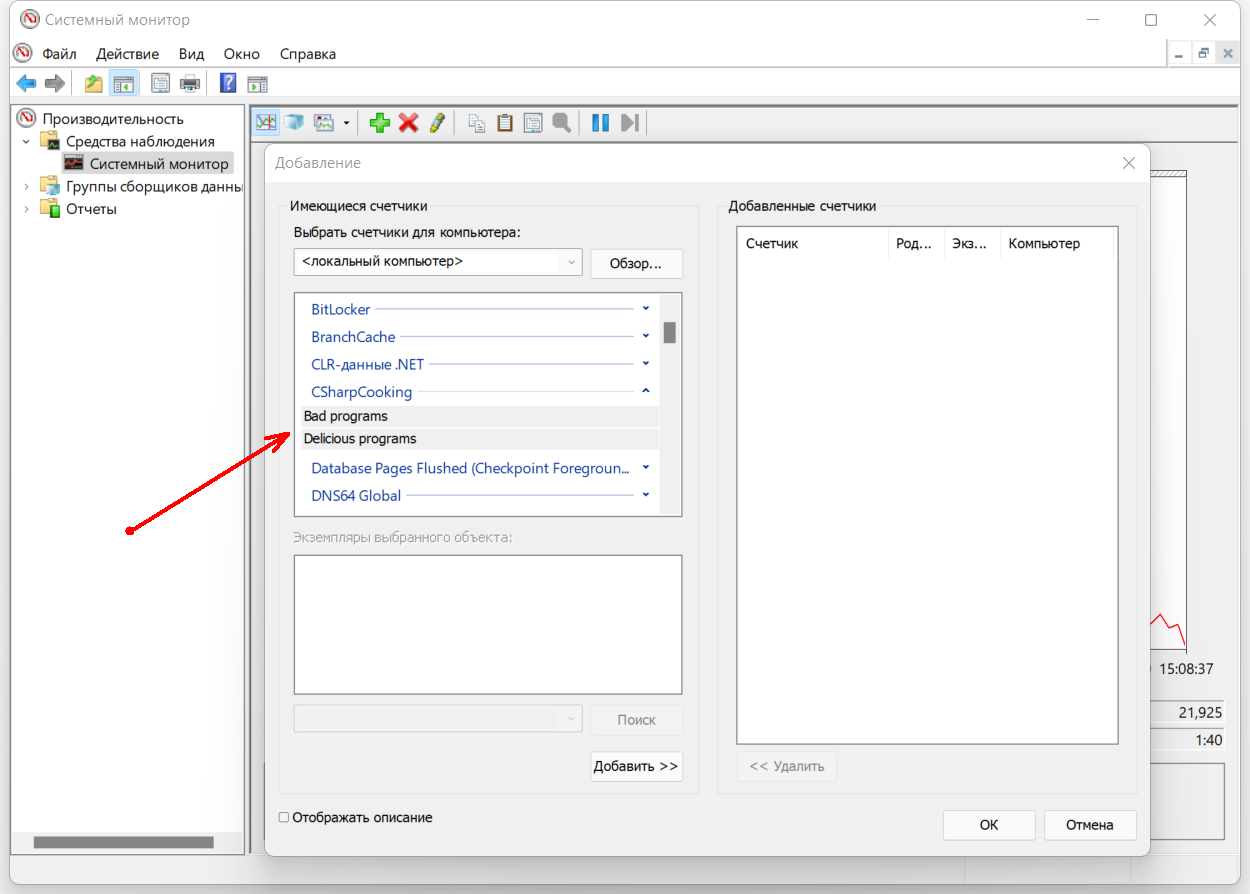 Системный монитор
Файл Действие Вид Окно Справка
Производительность
Средства наблюдения
Системный монитор
Группы сборщиков данны
Отчеты
Добавление
Имеющиеся счетчики
Выбрать счетчики для компьютера:
<локальный компьютер>
Обзор...
BitLocker
BranchCache
CLR-данные .NET
CSharpCooking
Bad programs
Delicious programs
Database Pages Flushed (Checkpoint Foregroun...
DNS64 Global
Экземпляры выбранного объекта:
Поиск
Добавить >>
Отображать описание
Добавленные счетчики
Счетчик Род... Экз... Компьютер
<< Удалить
ОК
Отмена
15:08:37
21,925
1:40